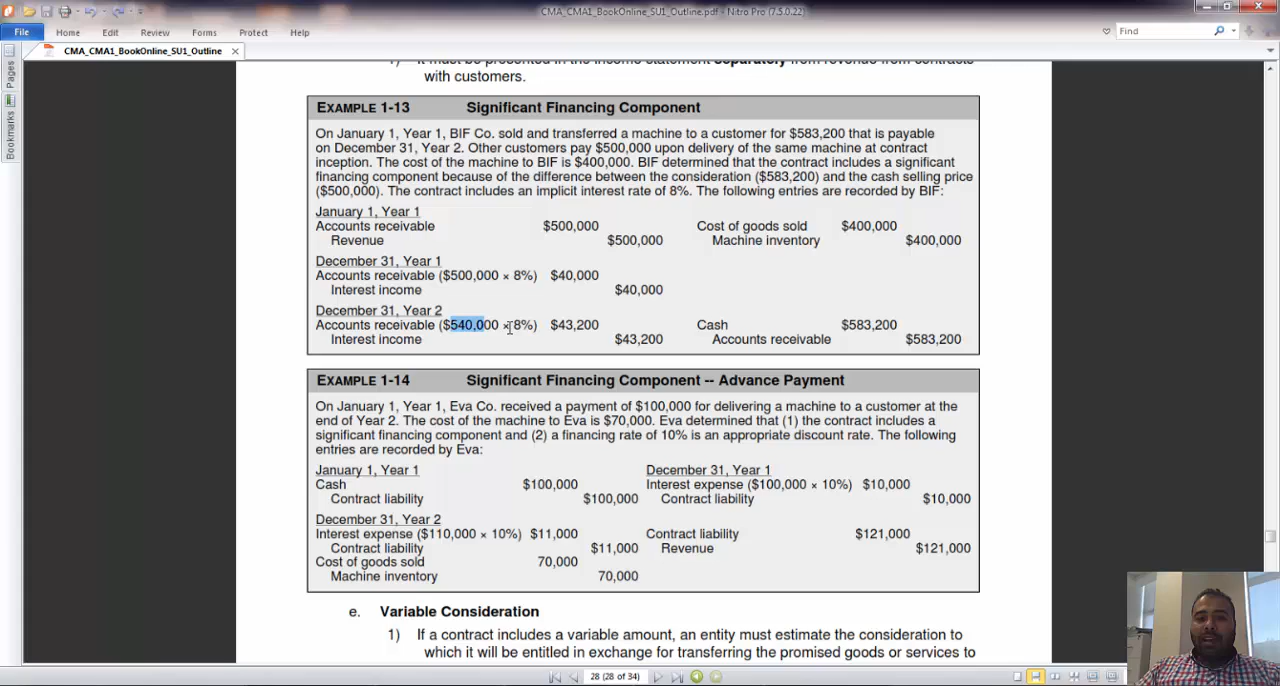 CMA_CMA1_BookOnline_SU1_Outline.pdf - Nitro Pro (7.5.0.22)
File Home Edit Review Forms Protect Help
Find
CMA_CMA1_BookOnline_SU1_Outline
Pages
Bookmarks
1) It must be presented in the income statement separately from revenue from contracts
with customers.
EXAMPLE 1-13 Significant Financing Component
On January 1, Year 1, BIF Co. sold and transferred a machine to a customer for $583,200 that is payable
on December 31, Year 2. Other customers pay $500,000 upon delivery of the same machine at contract
inception. The cost of the machine to BIF is $400,000. BIF determined that the contract includes a significant
financing component because of the difference between the consideration ($583,200) and the cash selling price
($500,000). The contract includes an implicit interest rate of 8%. The following entries are recorded by BIF:
January 1, Year 1
Accounts receivable $500,000 Cost of goods sold $400,000
Revenue $500,000 Machine inventory $400,000
December 31, Year 1
Accounts receivable ($500,000 × 8%) $40,000
Interest income $40,000
December 31, Year 2
Accounts receivable ($540,000 × 8%) $43,200 Cash $583,200
Interest income $43,200 Accounts receivable $583,200
EXAMPLE 1-14 Significant Financing Component -- Advance Payment
On January 1, Year 1, Eva Co. received a payment of $100,000 for delivering a machine to a customer at the
end of Year 2. The cost of the machine to Eva is $70,000. Eva determined that (1) the contract includes a
significant financing component and (2) a financing rate of 10% is an appropriate discount rate. The following
entries are recorded by Eva:
January 1, Year 1 December 31, Year 1
Cash $100,000 Interest expense ($100,000 × 10%) $10,000
Contract liability $100,000 Contract liability $10,000
December 31, Year 2
Interest expense ($110,000 × 10%) $11,000 Contract liability $121,000
Contract liability $11,000 Revenue $121,000
Cost of goods sold 70,000
Machine inventory 70,000
e. Variable Consideration
1) If a contract includes a variable amount, an entity must estimate the consideration to
which it will be entitled in exchange for transferring the promised goods or services to
28 (28 of 34)